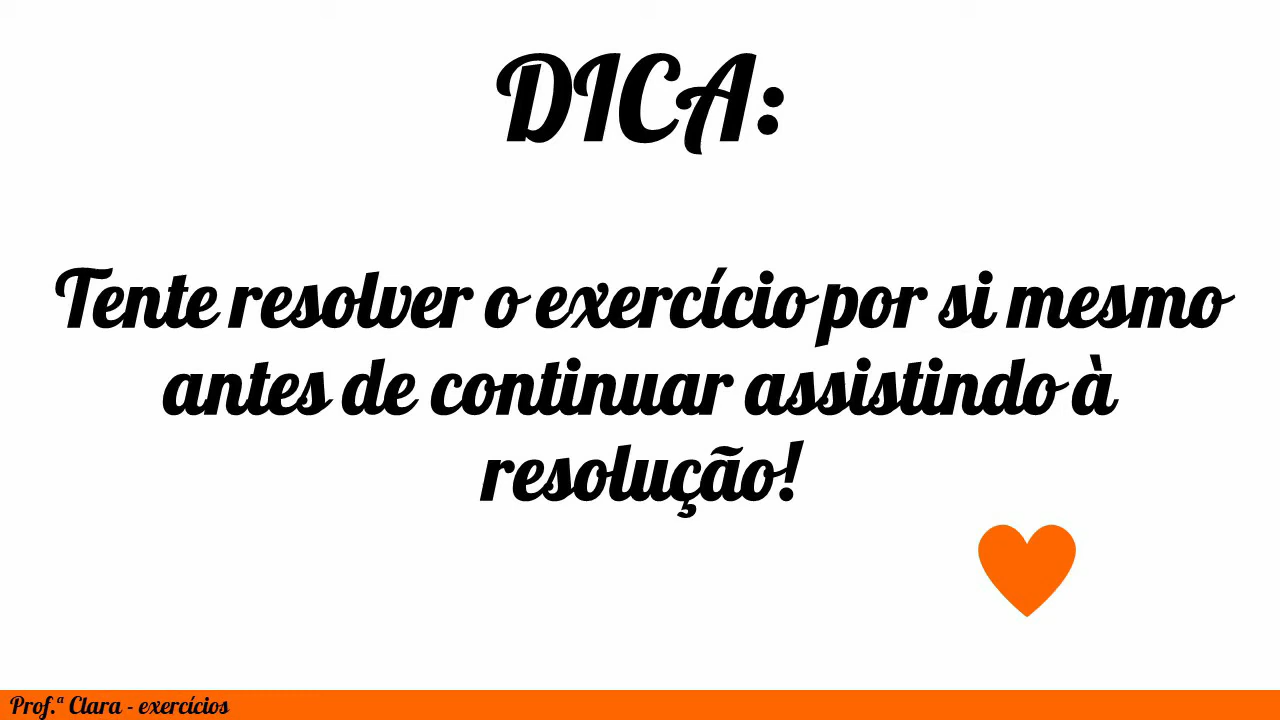 DICA:
Tente resolver o exercício por si mesmo
antes de continuar assistindo à
resolução!
Prof.ª Clara - exercícios